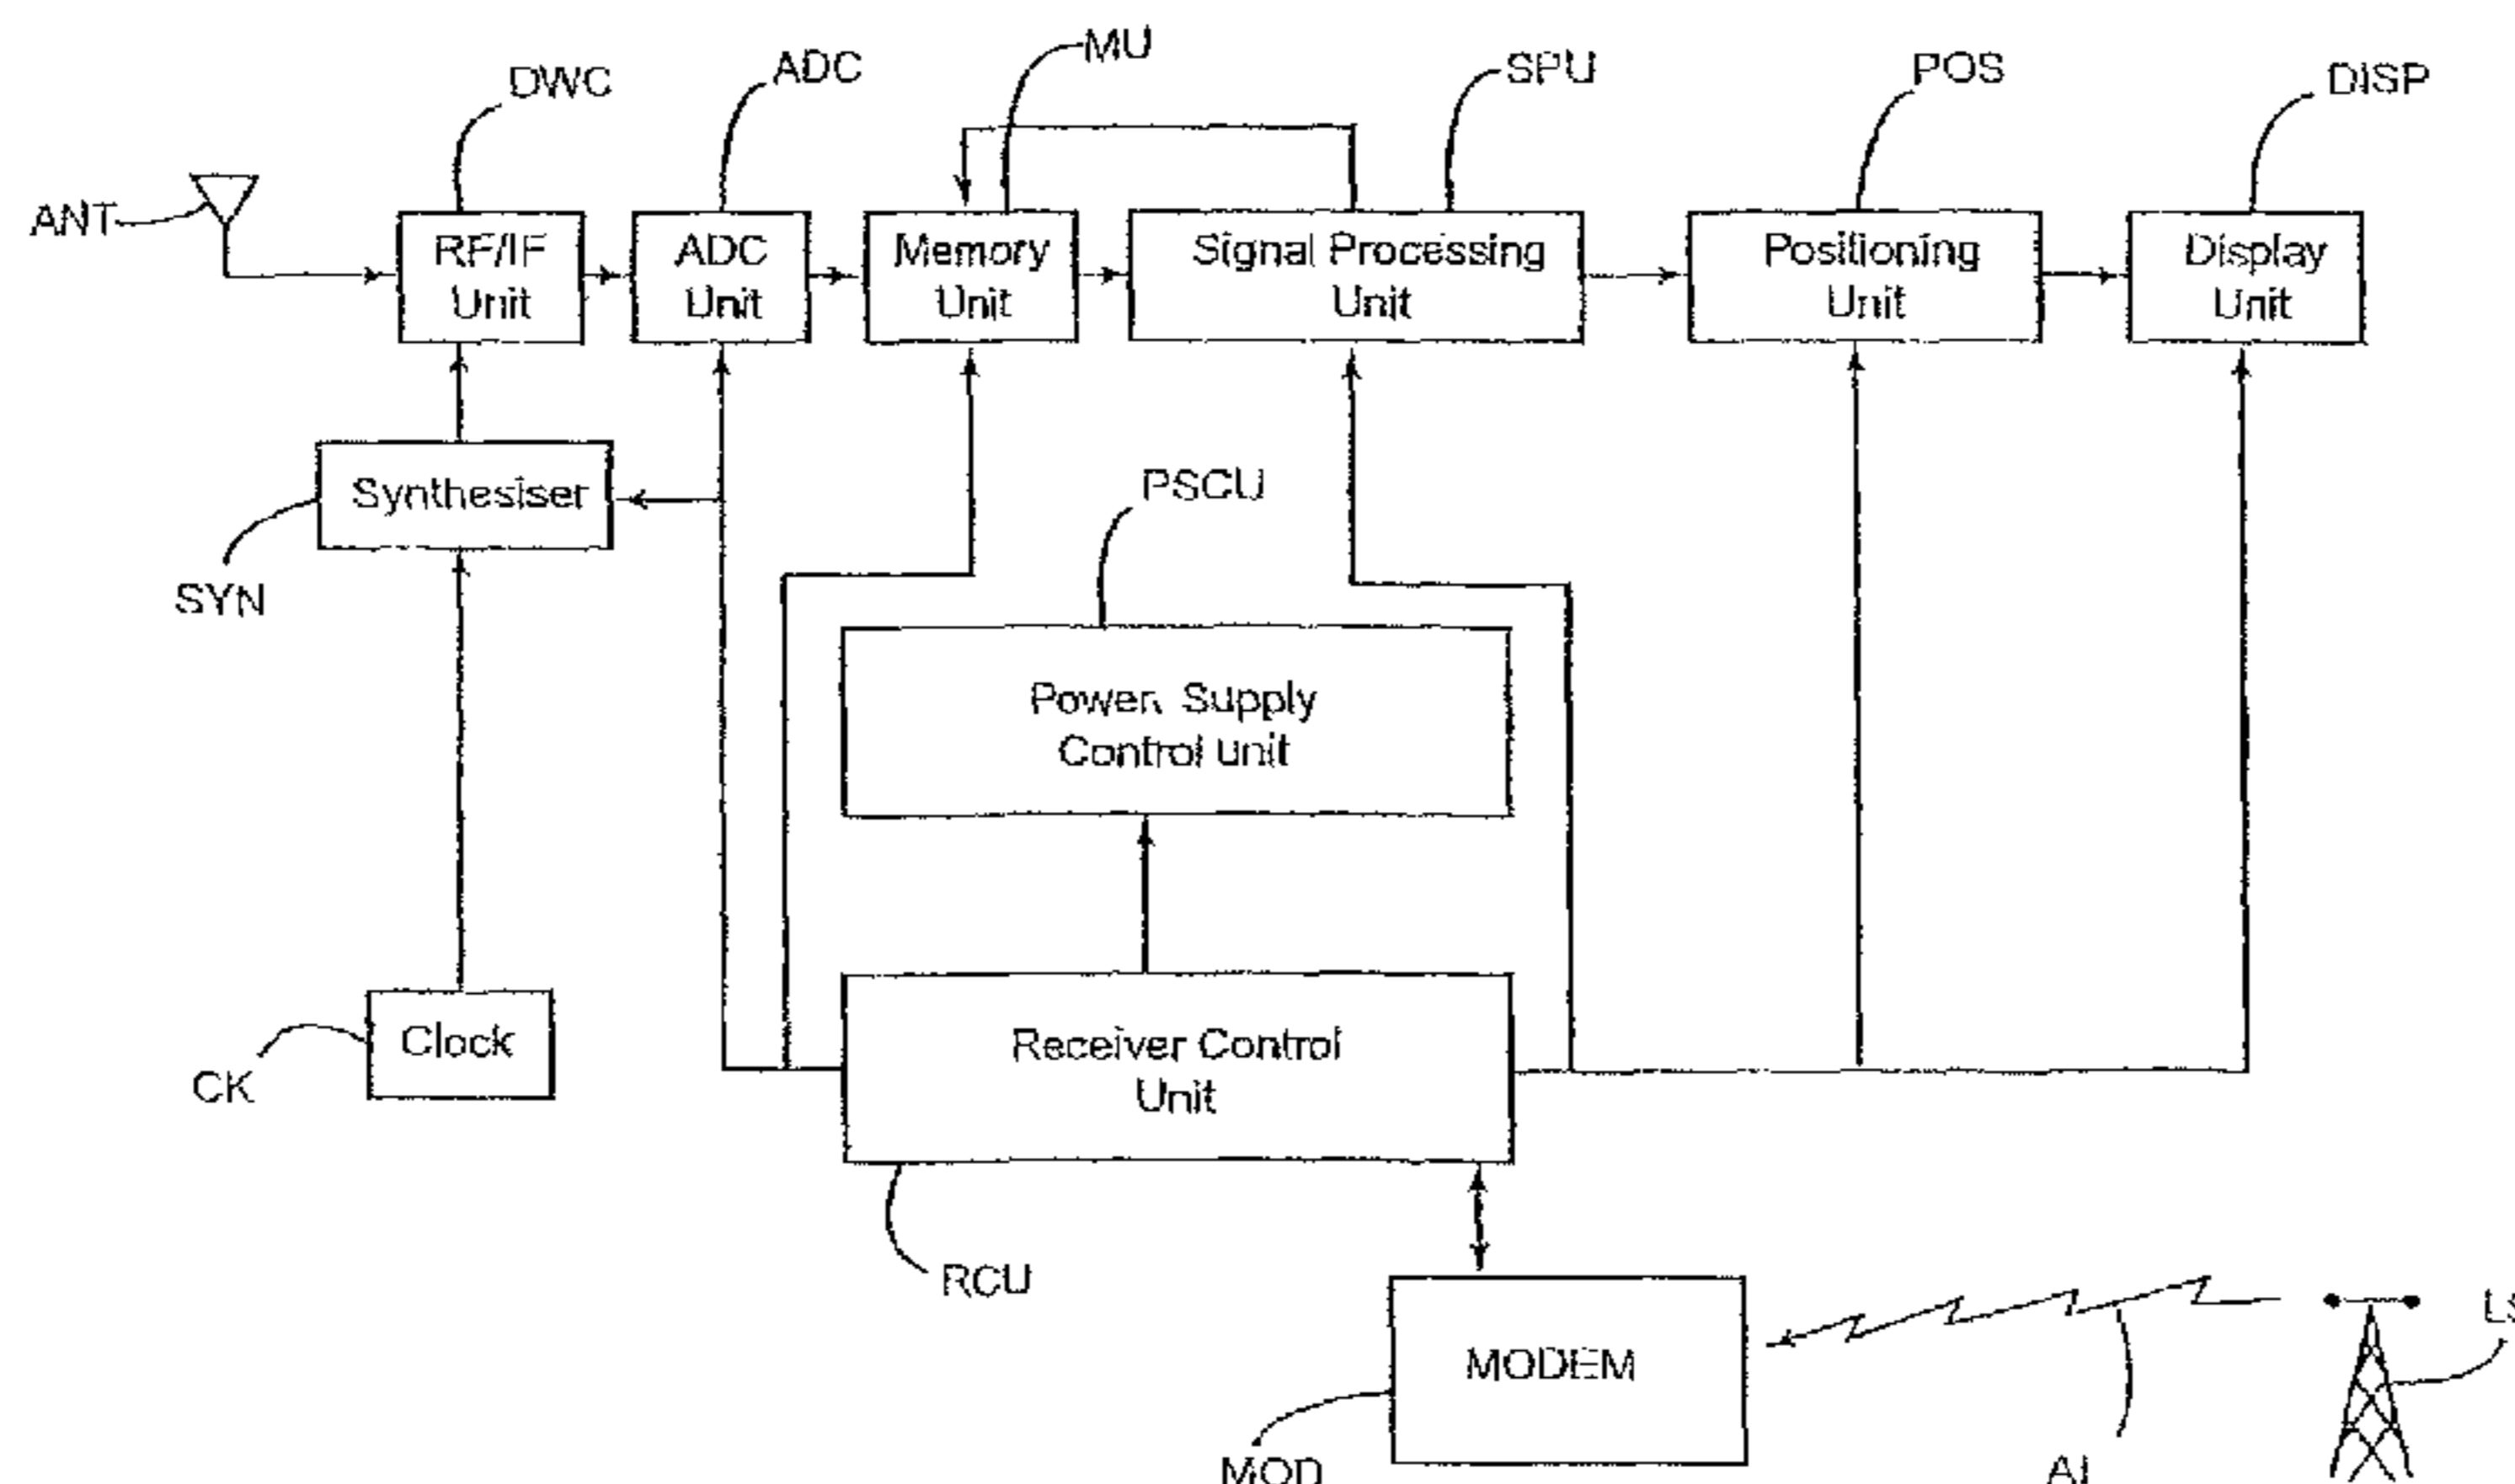 DWC
ADC
MU
SPU
POS
DISP
ANT
RF/IF
Unit
ADC
Unit
Memory
Unit
Signal Processing
Unit
Positioning
Unit
Display
Unit
Synthesiser
SYN
PSCU
Power Supply
Control unit
Clock
CK
Receiver Control
Unit
RCU
MODEM
MOD